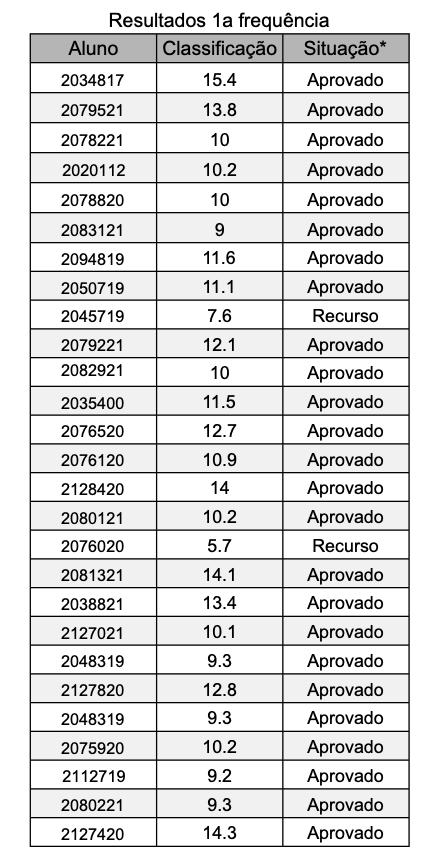 Resultados 1a frequência
Aluno Classificação Situação*
2034817 15.4 Aprovado
2079521 13.8 Aprovado
2078221 10 Aprovado
2020112 10.2 Aprovado
2078820 10 Aprovado
2083121 9 Aprovado
2094819 11.6 Aprovado
2050719 11.1 Aprovado
2045719 7.6 Recurso
2079221 12.1 Aprovado
2082921 10 Aprovado
2035400 11.5 Aprovado
2076520 12.7 Aprovado
2076120 10.9 Aprovado
2128420 14 Aprovado
2080121 10.2 Aprovado
2076020 5.7 Recurso
2081321 14.1 Aprovado
2038821 13.4 Aprovado
2127021 10.1 Aprovado
2048319 9.3 Aprovado
2127820 12.8 Aprovado
2048319 9.3 Aprovado
2075920 10.2 Aprovado
2112719 9.2 Aprovado
2080221 9.3 Aprovado
2127420 14.3 Aprovado